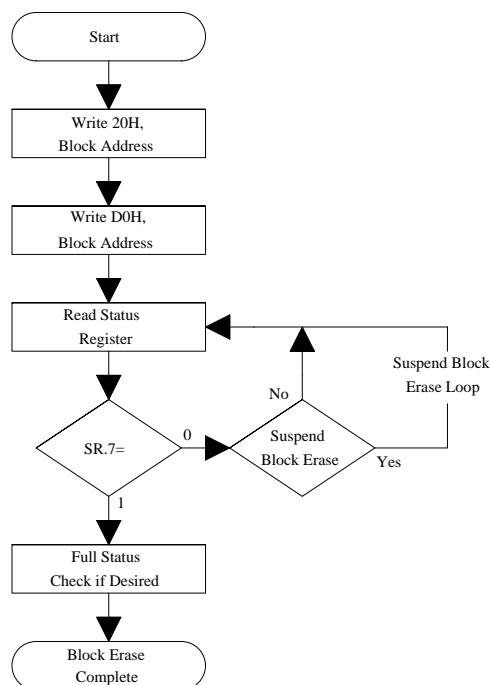 Start
Write 20H,
Block Address
Write D0H,
Block Address
Read Status
Register
Suspend Block
Erase Loop
No
SR.7=
0
Suspend
Block Erase
Yes
1
Full Status
Check if Desired
Block Erase
Complete